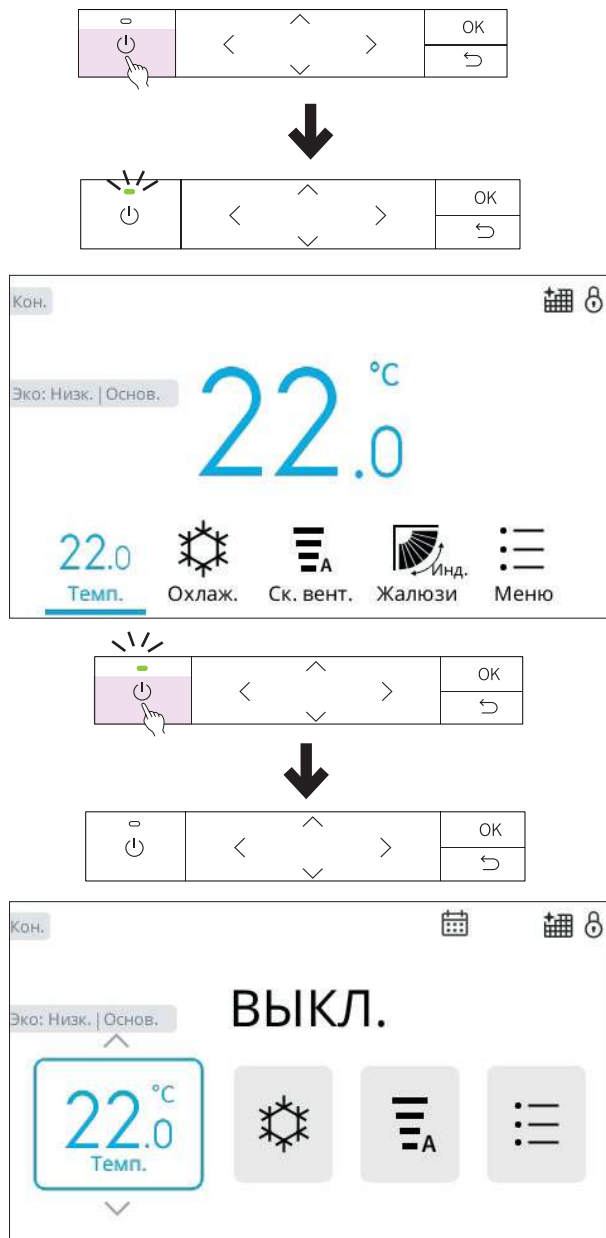 OK
OK
Кон.
Эко: Низк. | Основ.
22.0 °C
22.0
A
Инд.
Темп. Охлаж. Ск. вент. Жалюзи Меню
OK
OK
Кон.
Эко: Низк. | Основ.
ВЫКЛ.
22.0 °C
A
Темп.